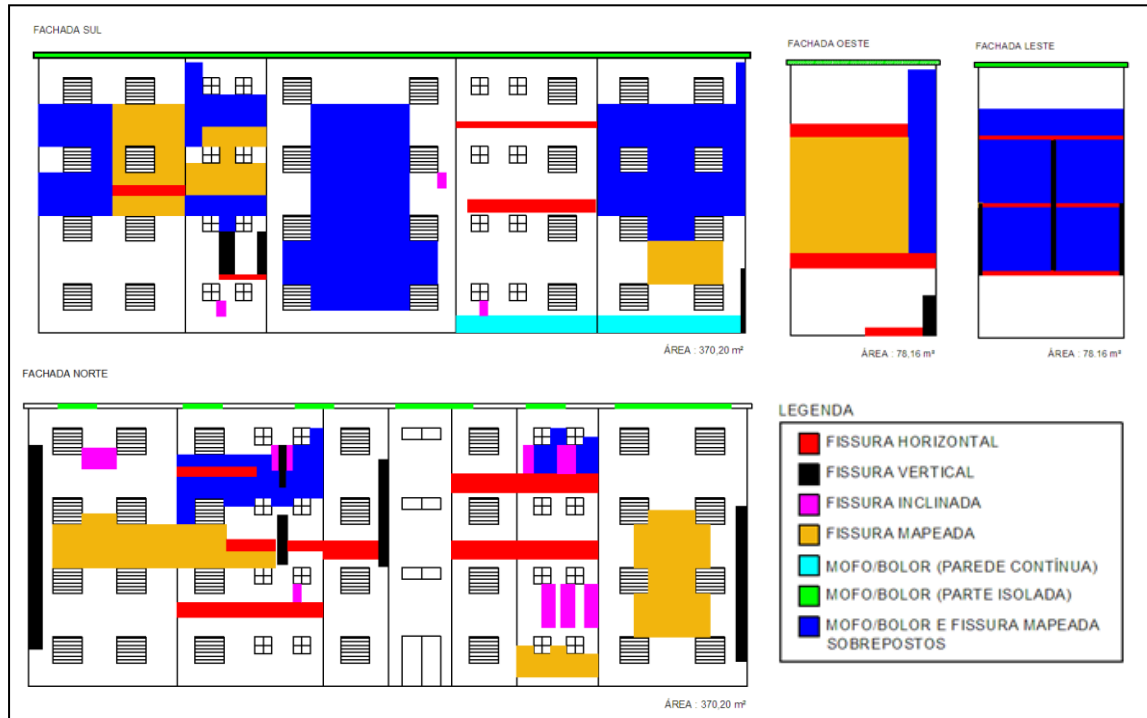 FACHADA SUL
FACHADA OESTE
FACHADA LESTE
ÁREA : 370,20 m²
ÁREA : 78,16 m²
ÁREA : 78.16 m²
FACHADA NORTE
LEGENDA
FISSURA HORIZONTAL
FISSURA VERTICAL
FISSURA INCLINADA
FISSURA MAPEADA
MOFO/BOLOR (PAREDE CONTÍNUA)
MOFO/BOLOR (PARTE ISOLADA)
MOFO/BOLOR E FISSURA MAPEADA
SOBREPOSTOS
ÁREA : 370,20 m²